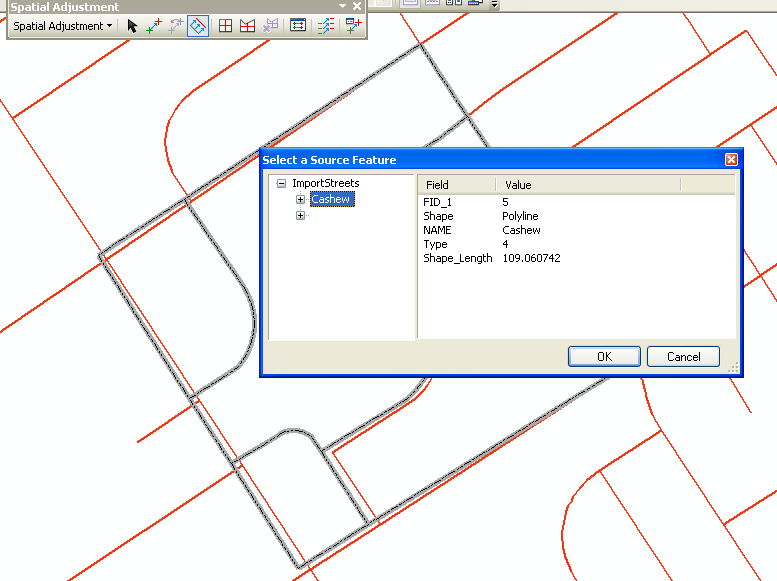 Spatial Adjustment
Spatial Adjustment
Select a Source Feature
ImportStreets
Cashew
Field Value
FID_1 5
Shape Polyline
NAME Cashew
Type 4
Shape_Length 109.060742
OK Cancel